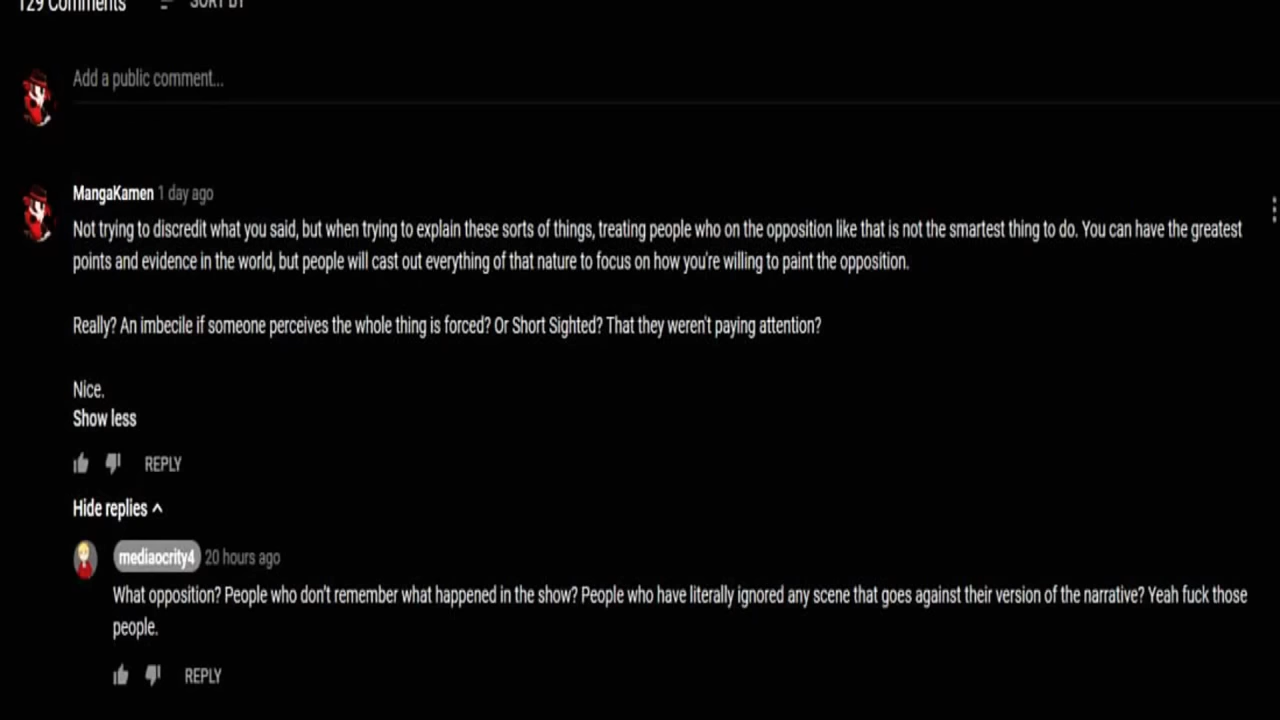 129 Comments SORT BY
Add a public comment...
MangaKamen 1 day ago
Not trying to discredit what you said, but when trying to explain these sorts of things, treating people who on the opposition like that is not the smartest thing to do. You can have the greatest
points and evidence in the world, but people will cast out everything of that nature to focus on how you're willing to paint the opposition.
Really? An imbecile if someone perceives the whole thing is forced? Or Short Sighted? That they weren't paying attention?
Nice.
Show less
REPLY
Hide replies
mediaocrity4 20 hours ago
What opposition? People who don't remember what happened in the show? People who have literally ignored any scene that goes against their version of the narrative? Yeah fuck those
people.
REPLY